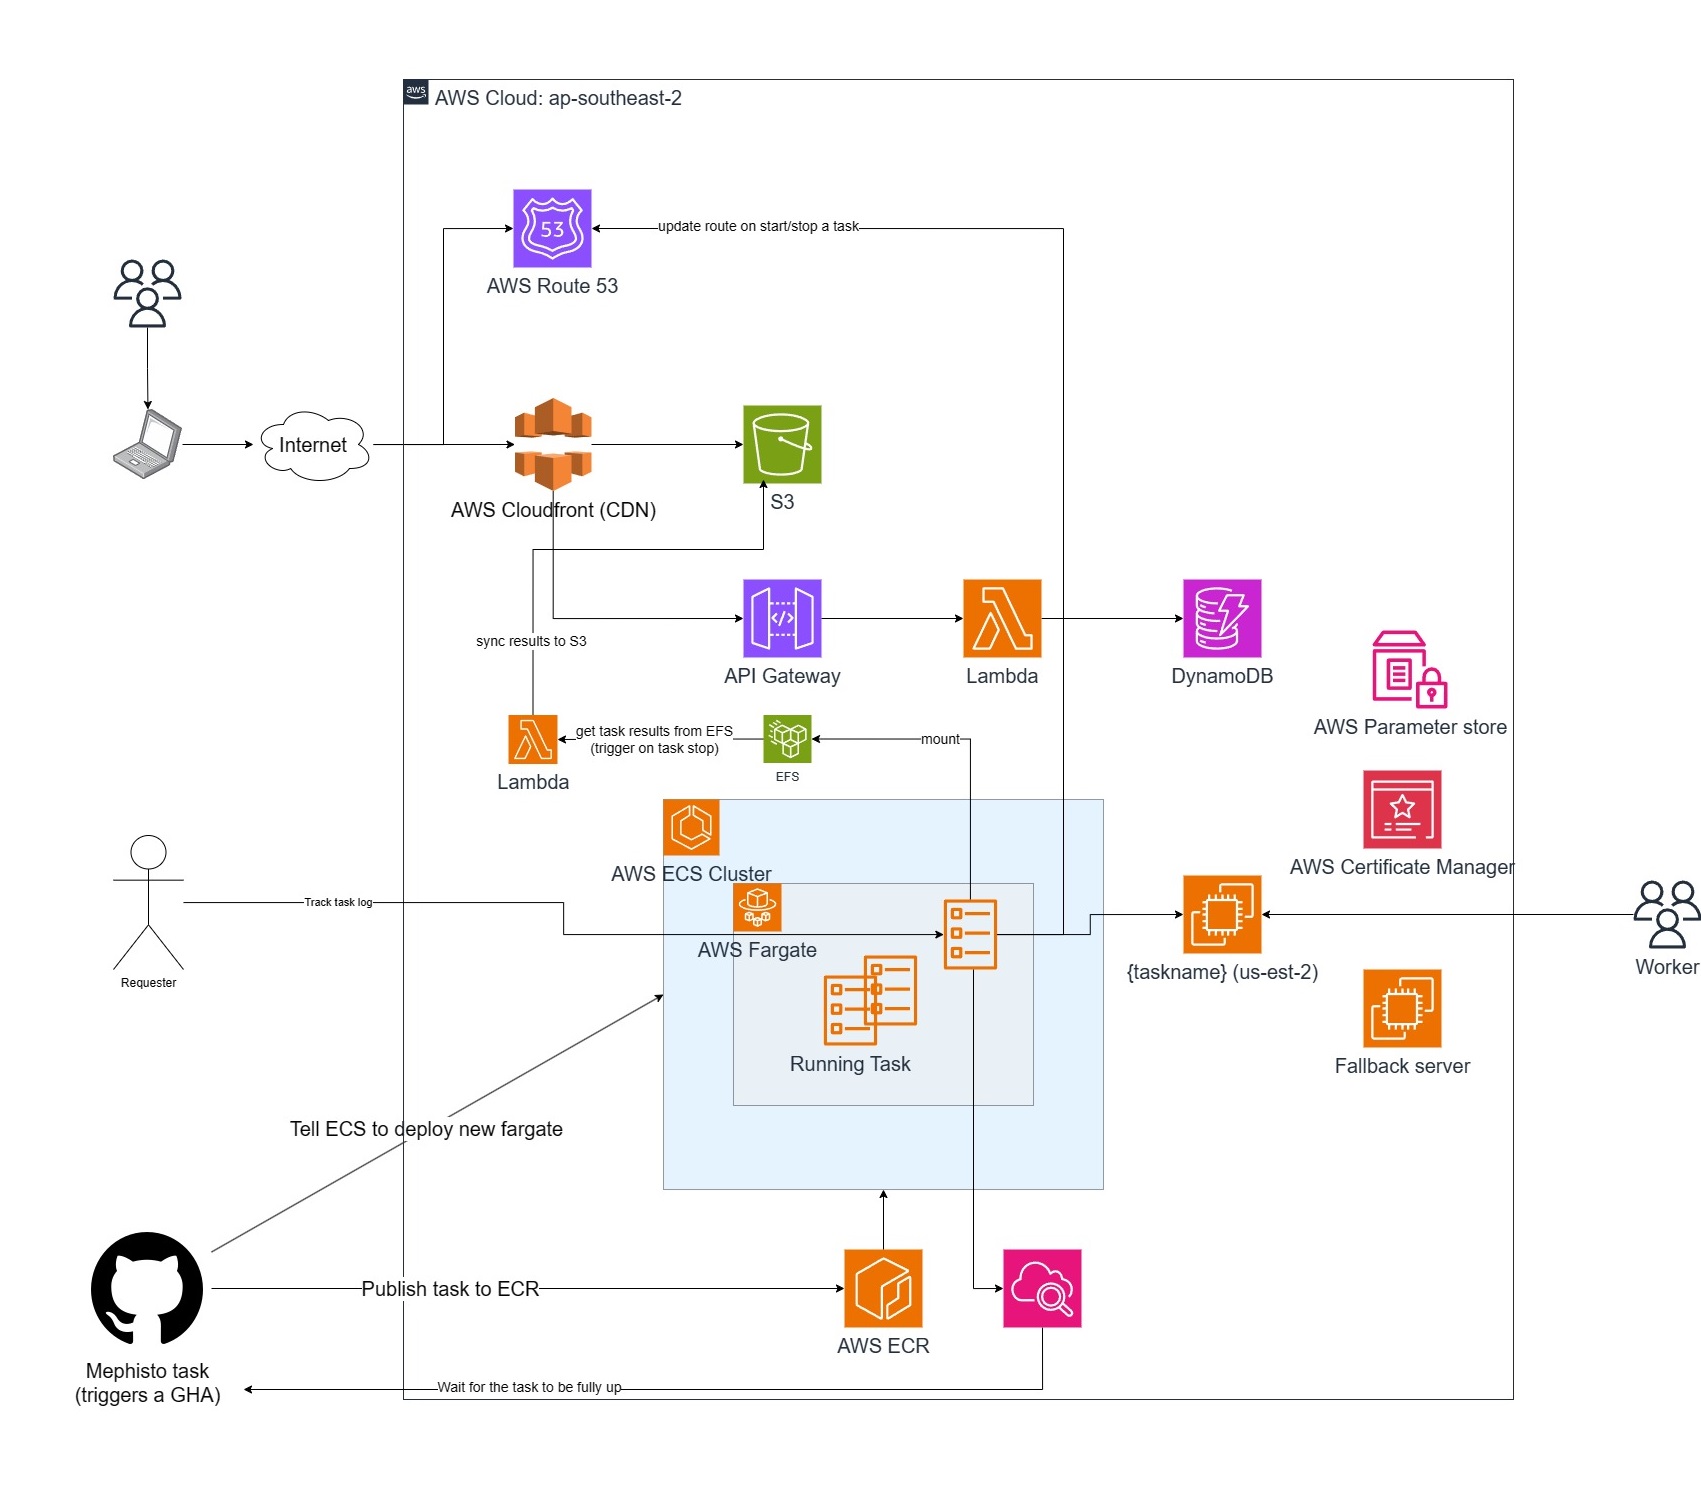 aws
AWS Cloud: ap-southeast-2
53
update route on start/stop a task
AWS Route 53
Internet
AWS Cloudfront (CDN)
S3
</>
sync results to S3
API Gateway
Lambda
DynamoDB
AWS Parameter store
get task results from EFS
(trigger on task stop)
mount
Lambda
EFS
AWS ECS Cluster
AWS Certificate Manager
Track task log
AWS Fargate
{taskname} (us-est-2)
Worker
Requester
Running Task
Fallback server
Tell ECS to deploy new fargate
Publish task to ECR
AWS ECR
Mephisto task
(triggers a GHA)
Wait for the task to be fully up